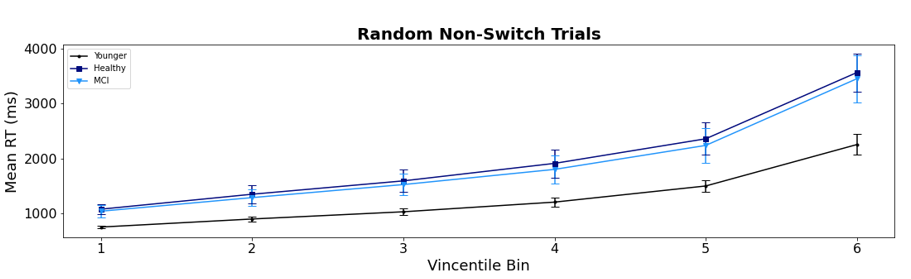 Random Non-Switch Trials
Younger
Healthy
MCI
4000
3000
2000
1000
Mean RT (ms)
1 2 3 4 5 6
Vincentile Bin